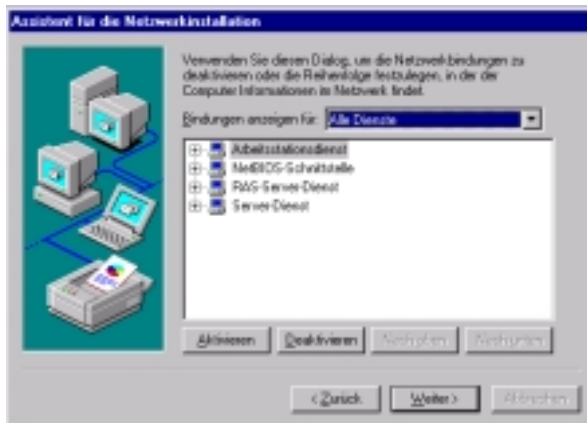 Assistent für die Netzwerkinstallation
Verwenden Sie diesen Dialog, um die Netzwerkbindungen zu
deaktivieren oder die Reihenfolge festzulegen, in der der
Computer Informationen im Netzwerk findet.
Bindungen anzeigen für: Alle Dienste
Arbeitsstationsdienst
NetBIOS-Schnittstelle
RAS-Server-Dienst
Server-Dienst
Aktivieren Deaktivieren Nach oben Nach unten
< Zurück Weiter > Abbrechen